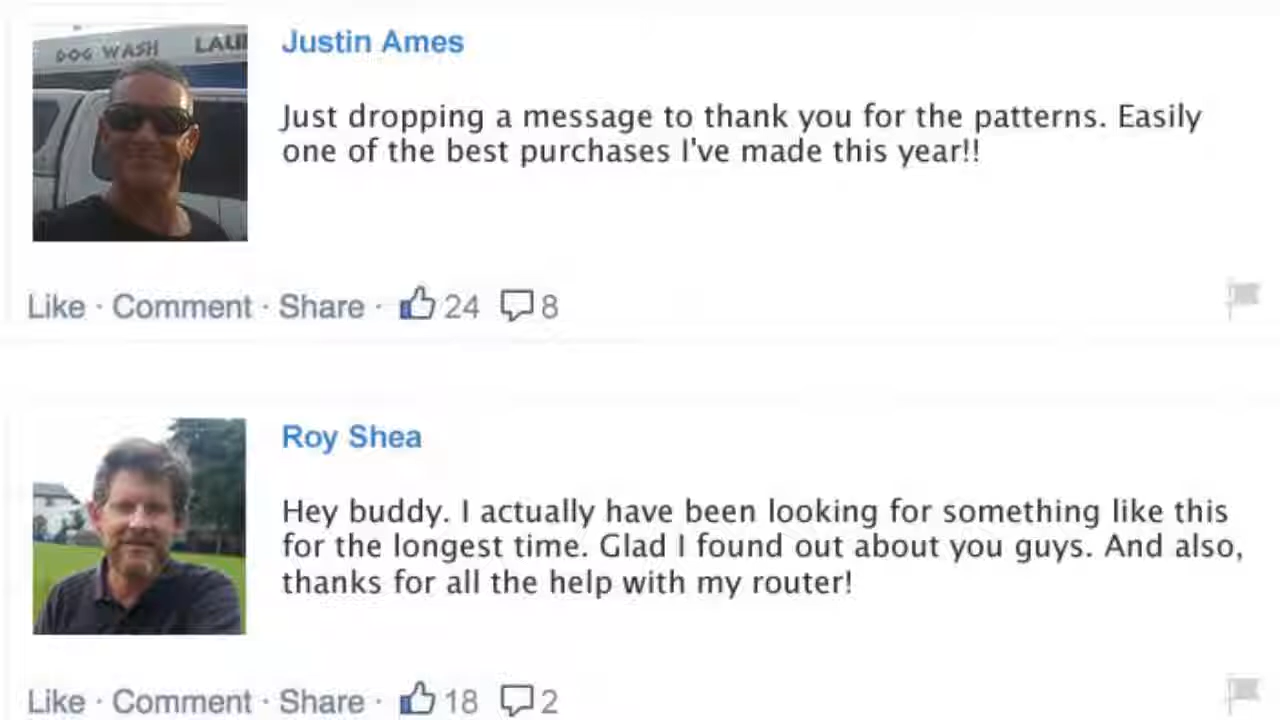 DOG WASH
Justin Ames
Just dropping a message to thank you for the patterns. Easily
one of the best purchases I've made this year!!
Like · Comment · Share · 24 8
Roy Shea
Hey buddy. I actually have been looking for something like this
for the longest time. Glad I found out about you guys. And also,
thanks for all the help with my router!
Like · Comment · Share · 18 2